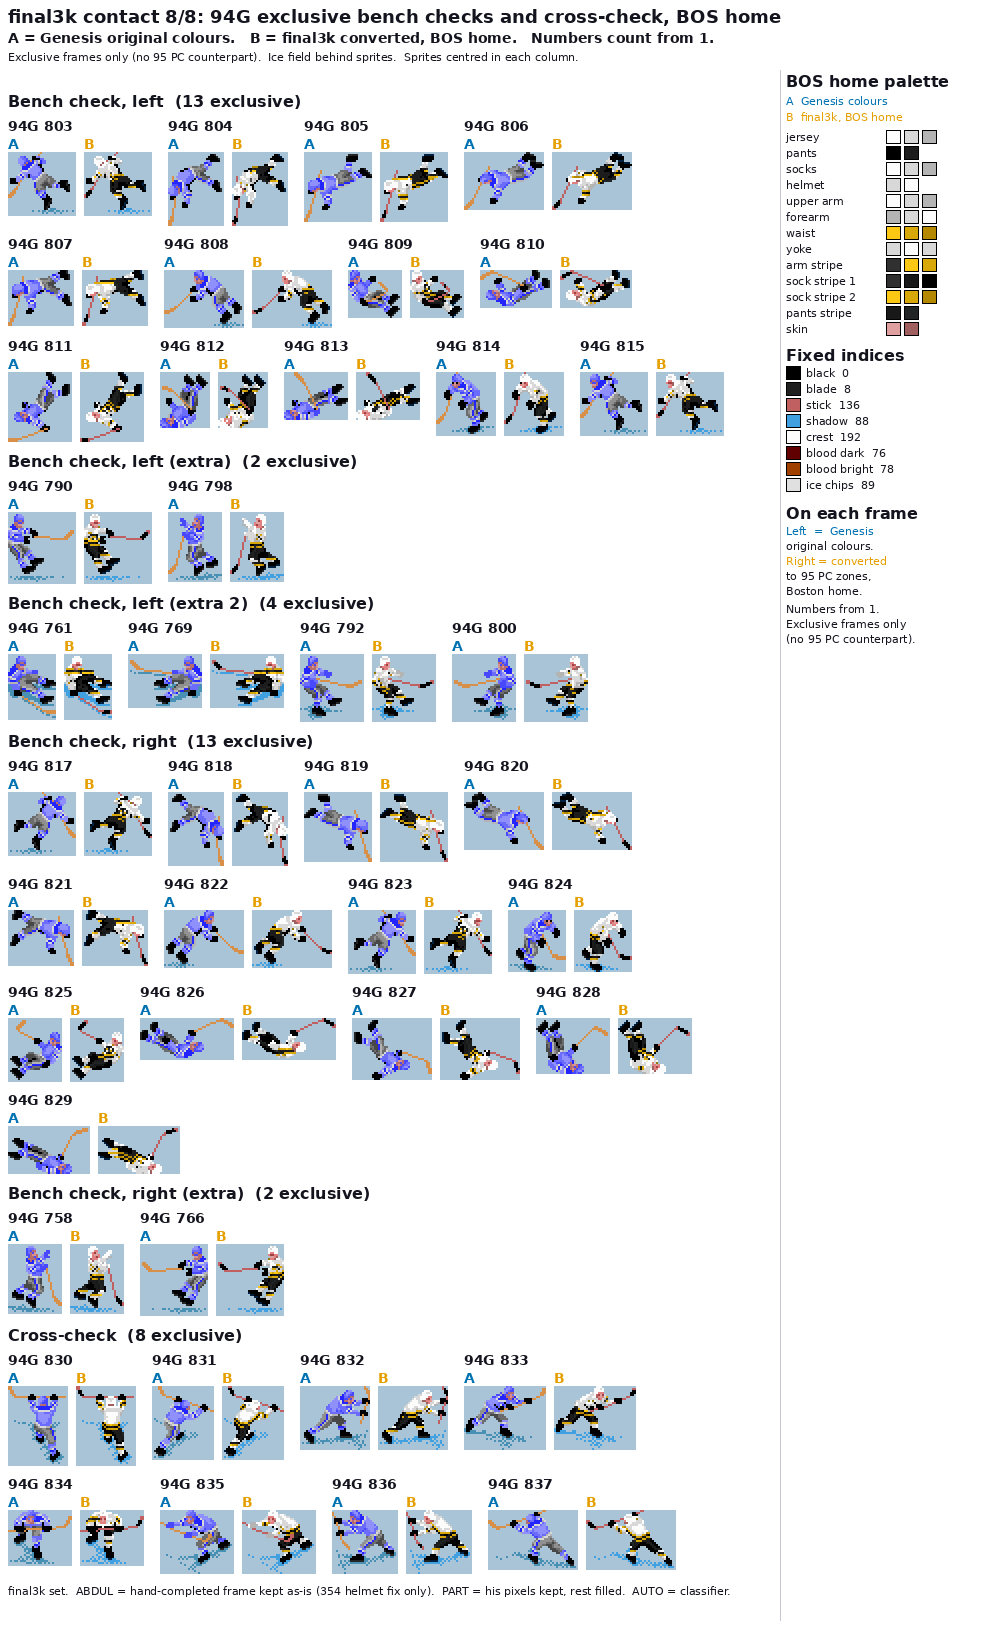 final3k contact 8/8: 94G exclusive bench checks and cross-check, BOS home
A = Genesis original colours.   B = final3k converted, BOS home.   Numbers count from 1.
Exclusive frames only (no 95 PC counterpart).  Ice field behind sprites.  Sprites centred in each column.
Bench check, left  (13 exclusive)
94G 803 94G 804 94G 805 94G 806
A B A B A B A B
94G 807 94G 808 94G 809 94G 810
A B A B A B A B
94G 811 94G 812 94G 813 94G 814 94G 815
A B A B A B A B A B
Bench check, left (extra)  (2 exclusive)
94G 790 94G 798
A B A B
Bench check, left (extra 2)  (4 exclusive)
94G 761 94G 769 94G 792 94G 800
A B A B A B A B
Bench check, right  (13 exclusive)
94G 817 94G 818 94G 819 94G 820
A B A B A B A B
94G 821 94G 822 94G 823 94G 824
A B A B A B A B
94G 825 94G 826 94G 827 94G 828
A B A B A B A B
94G 829
A B
Bench check, right (extra)  (2 exclusive)
94G 758 94G 766
A B A B
Cross-check  (8 exclusive)
94G 830 94G 831 94G 832 94G 833
A B A B A B A B
94G 834 94G 835 94G 836 94G 837
A B A B A B A B
final3k set.  ABDUL = hand-completed frame kept as-is (354 helmet fix only).  PART = his pixels kept, rest filled.  AUTO = classifier.
BOS home palette
A  Genesis colours
B  final3k, BOS home
jersey
pants
socks
helmet
upper arm
forearm
waist
yoke
arm stripe
sock stripe 1
sock stripe 2
pants stripe
skin
Fixed indices
black  0
blade  8
stick  136
shadow  88
crest  192
blood dark  76
blood bright  78
ice chips  89
On each frame
Left  =  Genesis
original colours.
Right = converted
to 95 PC zones,
Boston home.
Numbers from 1.
Exclusive frames only
(no 95 PC counterpart).